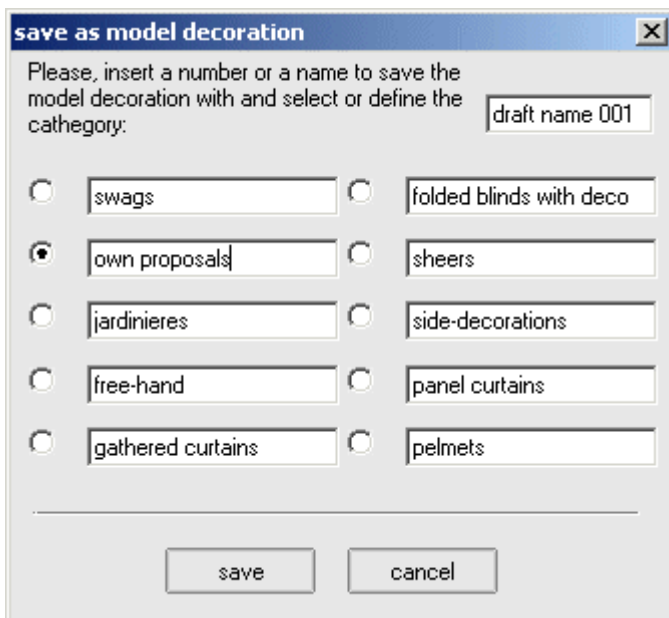 save as model decoration
Please, insert a number or a name to save the
model decoration with and select or define the
cathegory:
draft name 001
swags
folded blinds with deco
own proposals
sheers
jardinieres
side-decorations
free-hand
panel curtains
gathered curtains
pelmets
save
cancel